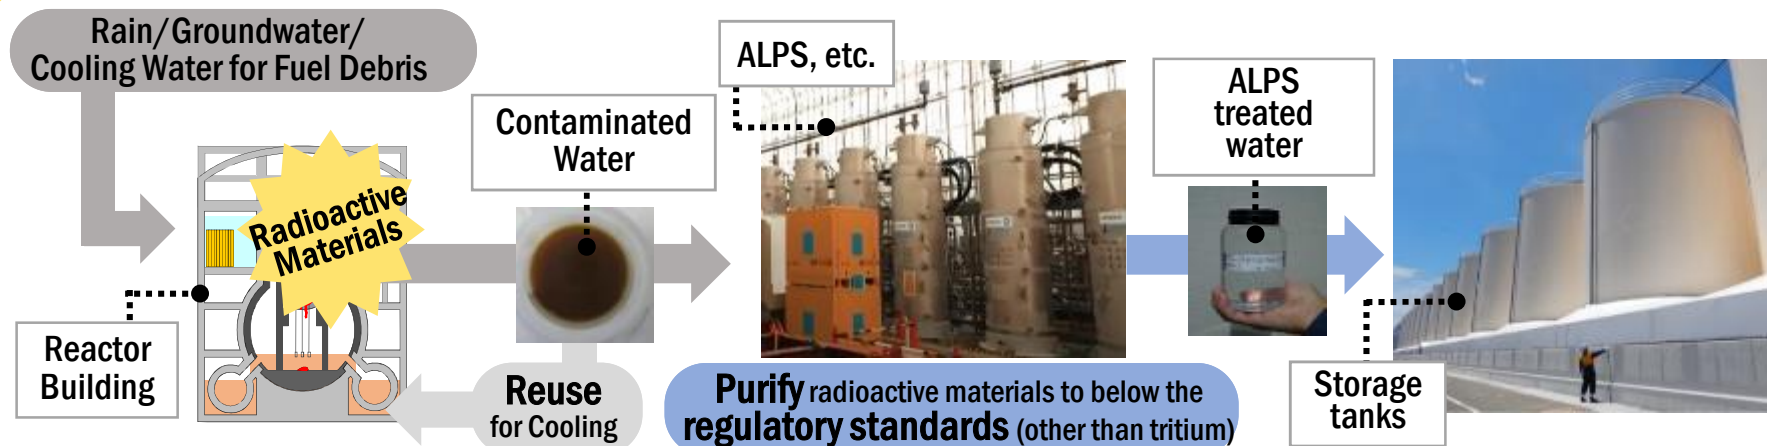 Rain/Groundwater/
Cooling Water for Fuel Debris
Radioactive
Materials
Reactor
Building
Contaminated
Water
Reuse
for Cooling
ALPS, etc.
Purify radioactive materials to below the
regulatory standards (other than tritium)
ALPS
treated
water
Storage
tanks